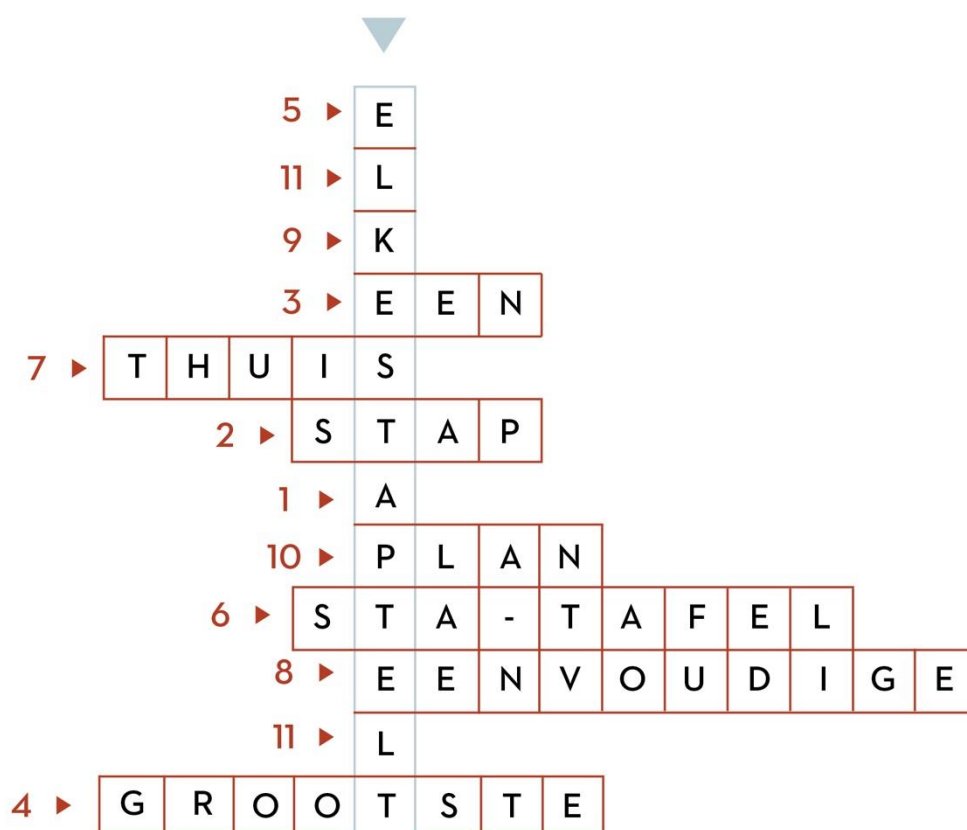 5 ▶ E
11 ▶ L
9 ▶ K
3 ▶ E E N
7 ▶ T H U I S
2 ▶ S T A P
1 ▶ A
10 ▶ P L A N
6 ▶ S T A - T A F E L
8 ▶ E E N V O U D I G E
11 ▶ L
4 ▶ G R O O T S T E